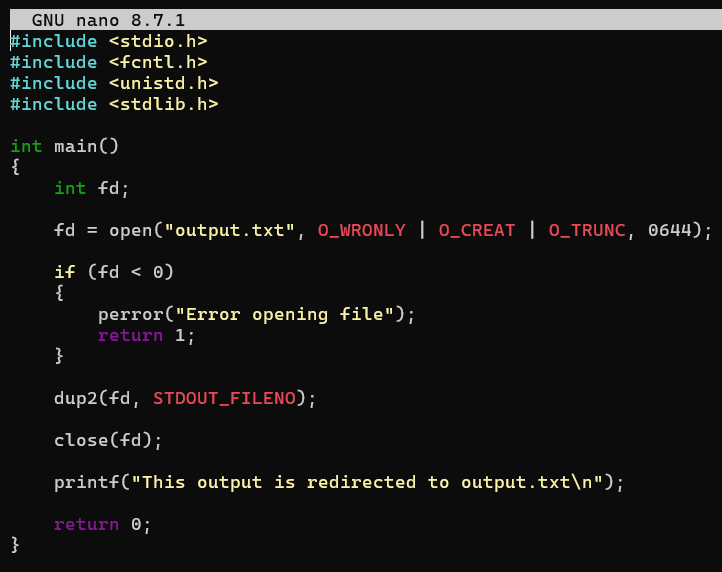 GNU nano 8.7.1
#include <stdio.h>
#include <fcntl.h>
#include <unistd.h>
#include <stdlib.h>

int main()
{
    int fd;

    fd = open("output.txt", O_WRONLY | O_CREAT | O_TRUNC, 0644);

    if (fd < 0)
    {
        perror("Error opening file");
        return 1;
    }

    dup2(fd, STDOUT_FILENO);

    close(fd);

    printf("This output is redirected to output.txt\n");

    return 0;
}